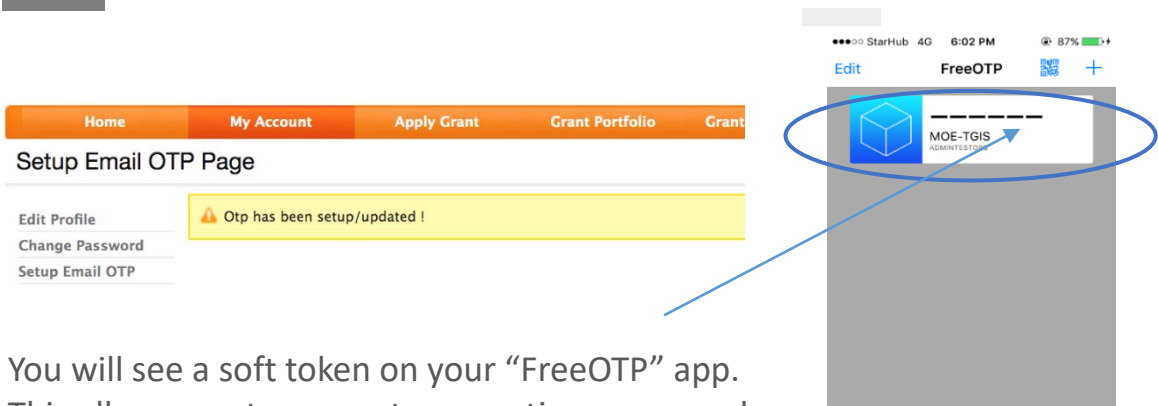 Home My Account Apply Grant Grant Portfolio Grant
Setup Email OTP Page
Edit Profile
Change Password
Setup Email OTP
Otp has been setup/updated !
StarHub 4G 6:02 PM 87%
Edit FreeOTP +
MOE-TGIS
You will see a soft token on your “FreeOTP” app.